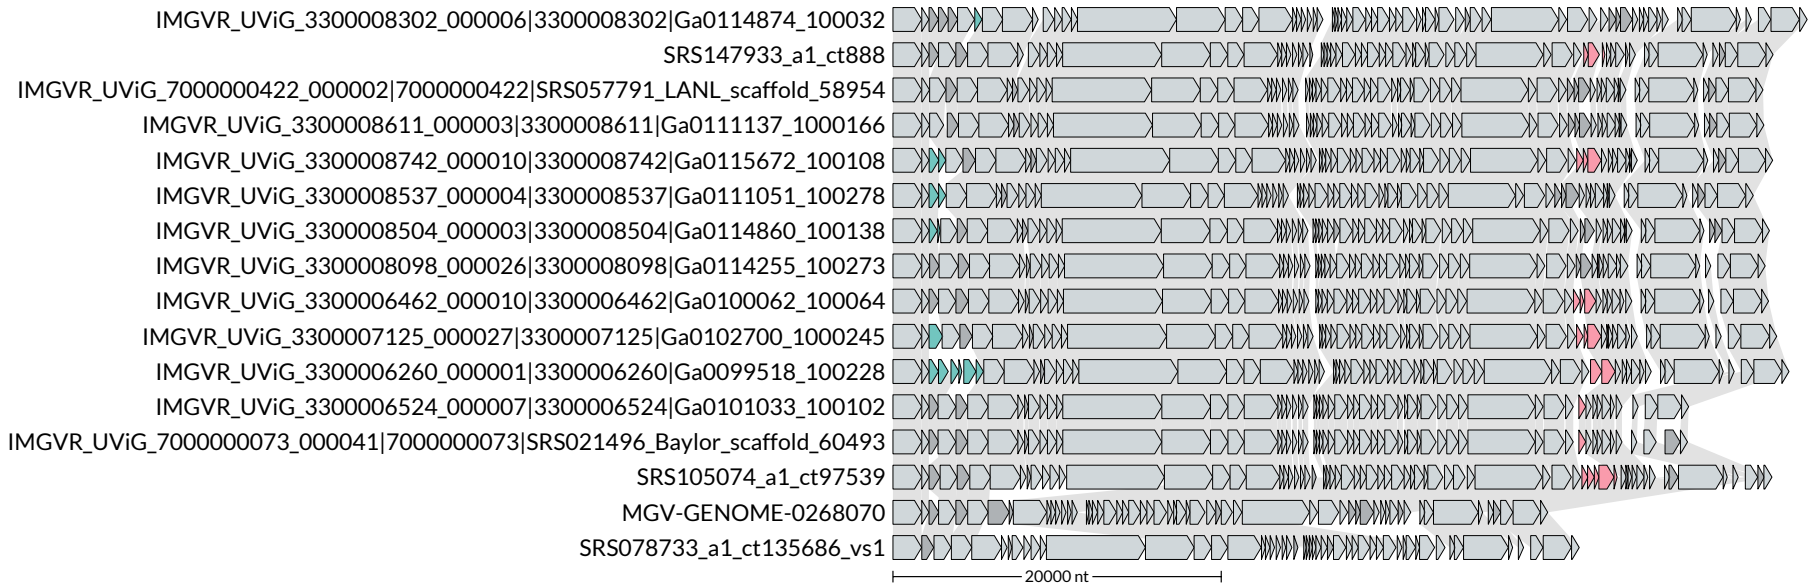 IMGVR_UViG_3300008302_000006|3300008302|Ga0114874_100032
SRS147933_a1_ct888
IMGVR_UViG_7000000422_000002|7000000422|SRS057791_LANL_scaffold_58954
IMGVR_UViG_3300008611_000003|3300008611|Ga0111137_1000166
IMGVR_UViG_3300008742_000010|3300008742|Ga0115672_100108
IMGVR_UViG_3300008537_000004|3300008537|Ga0111051_100278
IMGVR_UViG_3300008504_000003|3300008504|Ga0114860_100138
IMGVR_UViG_3300008098_000026|3300008098|Ga0114255_100273
IMGVR_UViG_3300006462_000010|3300006462|Ga0100062_100064
IMGVR_UViG_3300007125_000027|3300007125|Ga0102700_1000245
IMGVR_UViG_3300006260_000001|3300006260|Ga0099518_100228
IMGVR_UViG_3300006524_000007|3300006524|Ga0101033_100102
IMGVR_UViG_7000000073_000041|7000000073|SRS021496_Baylor_scaffold_60493
SRS105074_a1_ct97539
MGV-GENOME-0268070
SRS078733_a1_ct135686_vs1
20000 nt